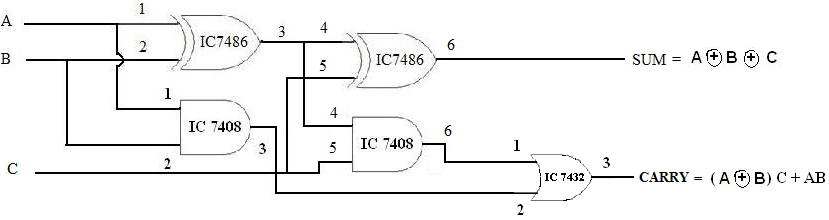 A 1 IC7486 3 4 IC7486 6 SUM = A ⊕ B ⊕ C
B 2 5
1 IC 7408 3 4 IC 7408 6
C 2 5 1 IC 7432 3 CARRY = ( A ⊕ B ) C + AB
2